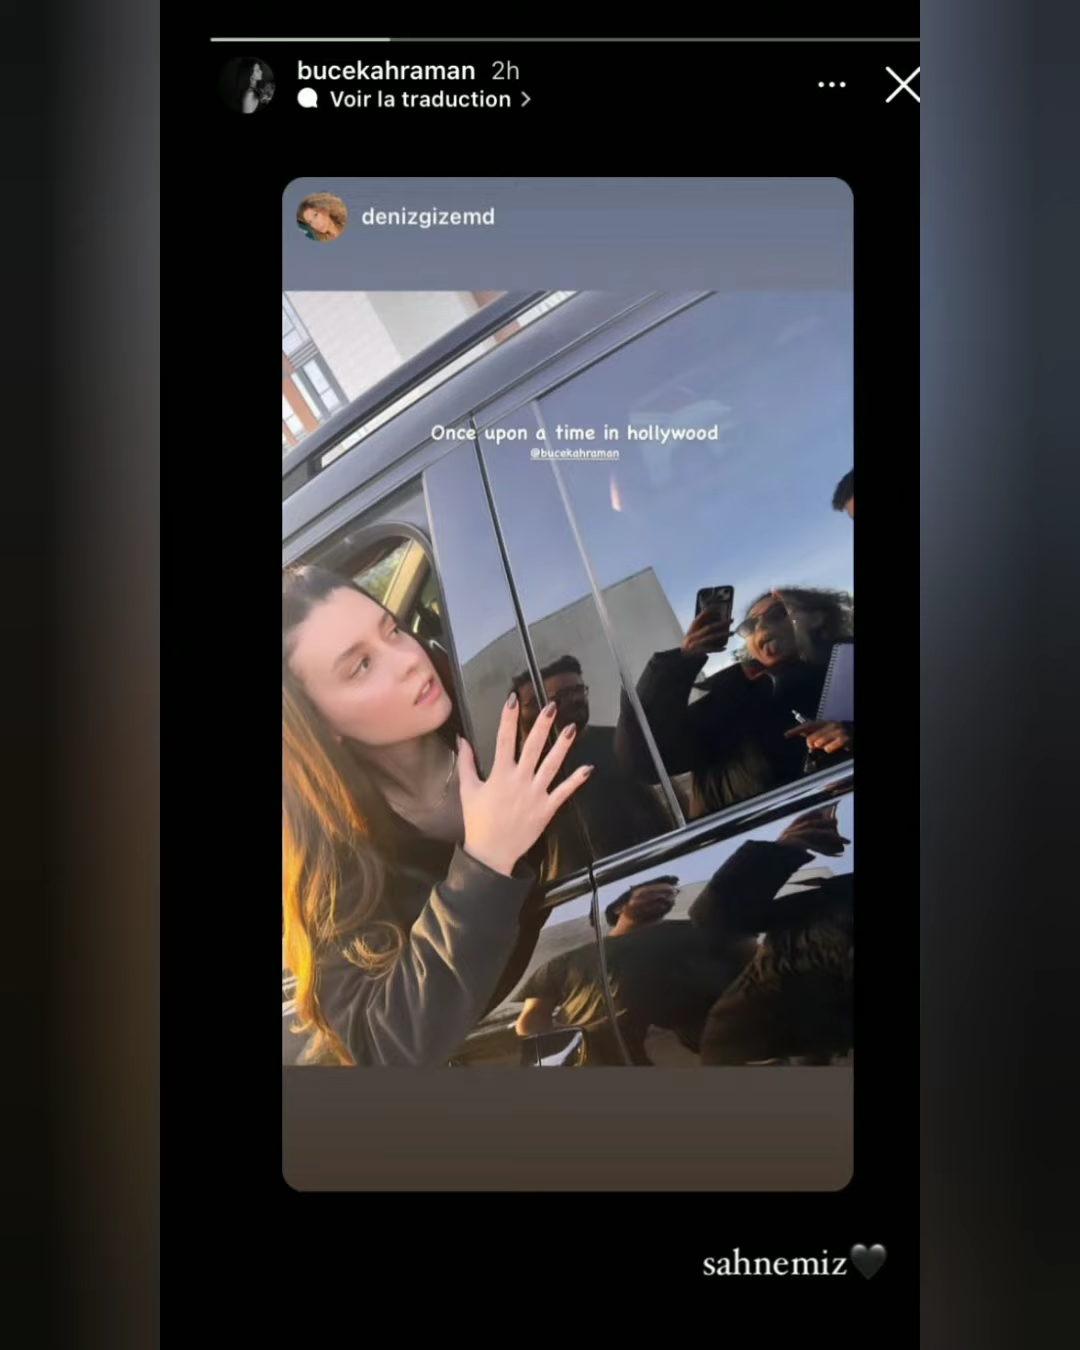 bucekahraman 2h
Voir la traduction >
denizgizemd
Once upon a time in hollywood
@bucekahraman
sahnemiz🖤